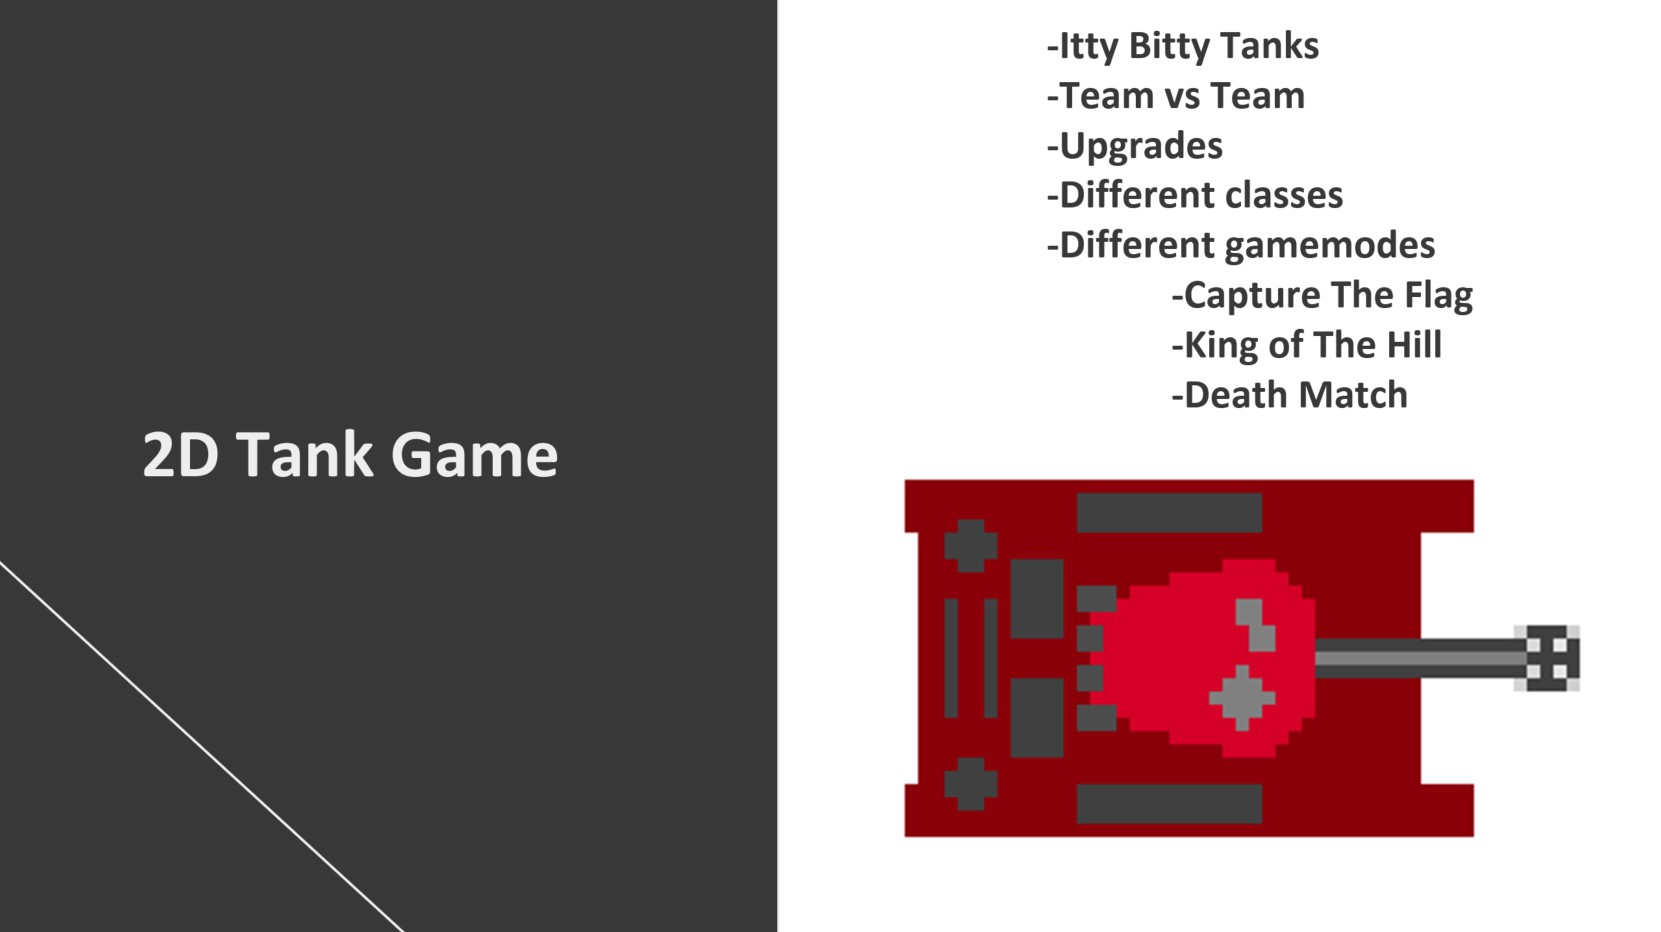 2D Tank Game
-Itty Bitty Tanks
-Team vs Team
-Upgrades
-Different classes
-Different gamemodes
-Capture The Flag
-King of The Hill
-Death Match